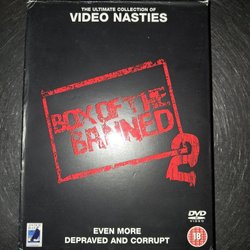 THE ULTIMATE COLLECTION OF
VIDEO NASTIES
BOX OF THE
BANNED
2
EVEN MORE
DEPRAVED AND CORRUPT
DVD
VIDEO
18